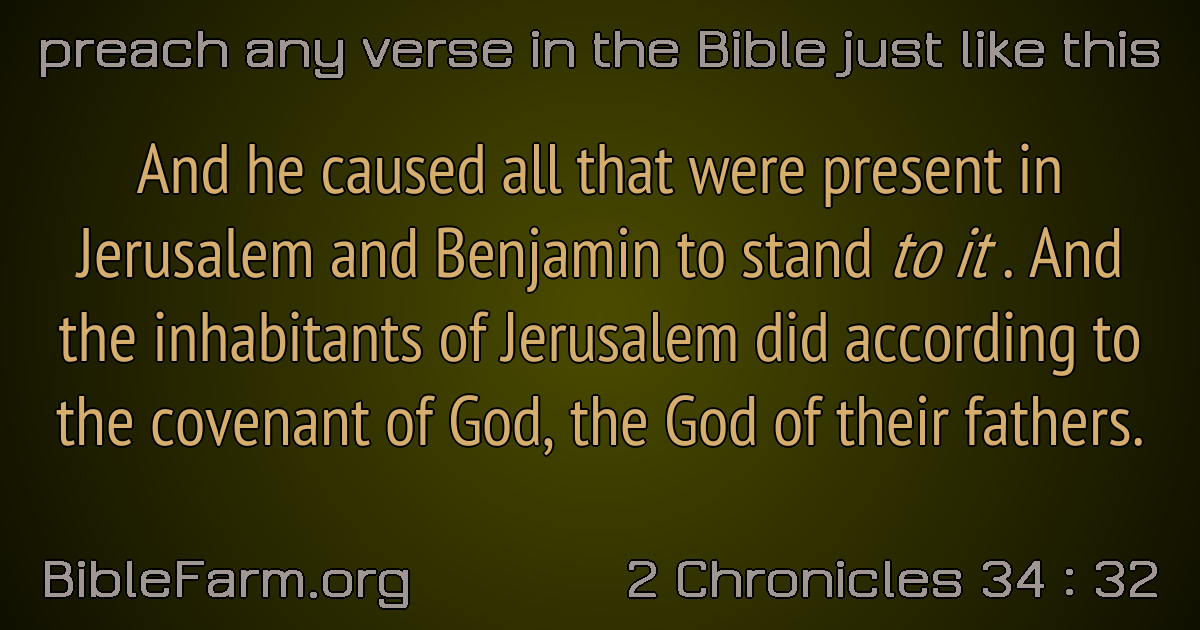 preach any verse in the Bible just like this
And he caused all that were present in
Jerusalem and Benjamin to stand to it . And
the inhabitants of Jerusalem did according to
the covenant of God, the God of their fathers.
BibleFarm.org
2 Chronicles 34 : 32